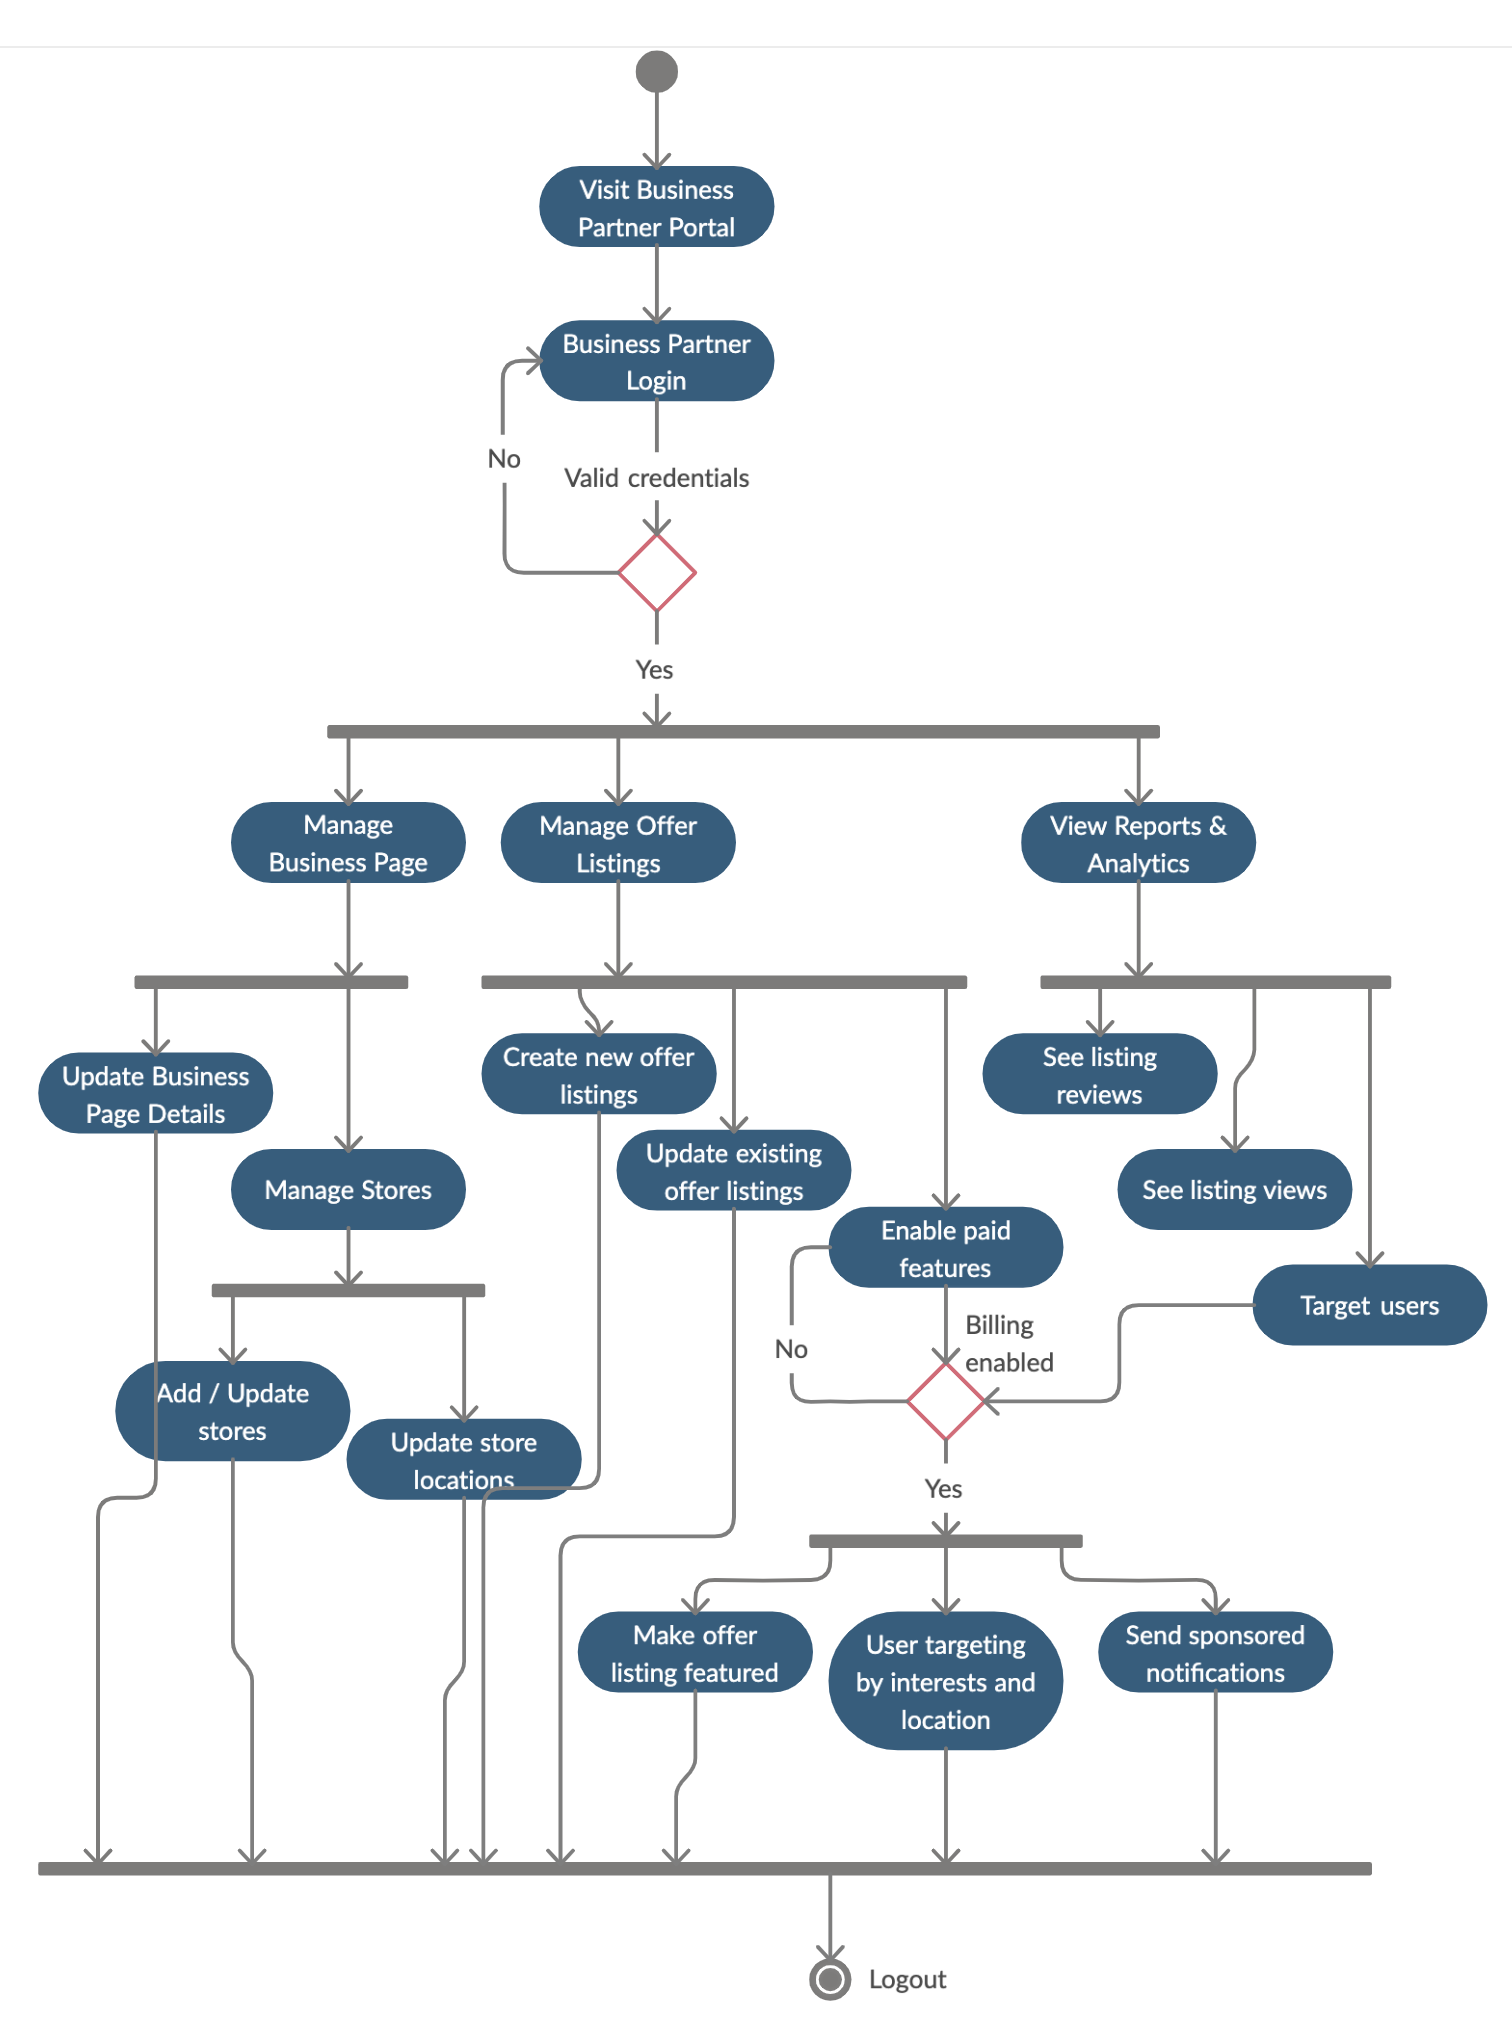 Visit Business
Partner Portal
Business Partner
Login
No
Valid credentials
Yes
Manage
Business Page
Manage Offer
Listings
View Reports &
Analytics
Update Business
Page Details
Create new offer
listings
See listing
reviews
Manage Stores
Update existing
offer listings
See listing views
Enable paid
features
Target users
No
Billing
enabled
Add / Update
stores
Update store
locations
Yes
Make offer
listing featured
User targeting
by interests and
location
Send sponsored
notifications
Logout